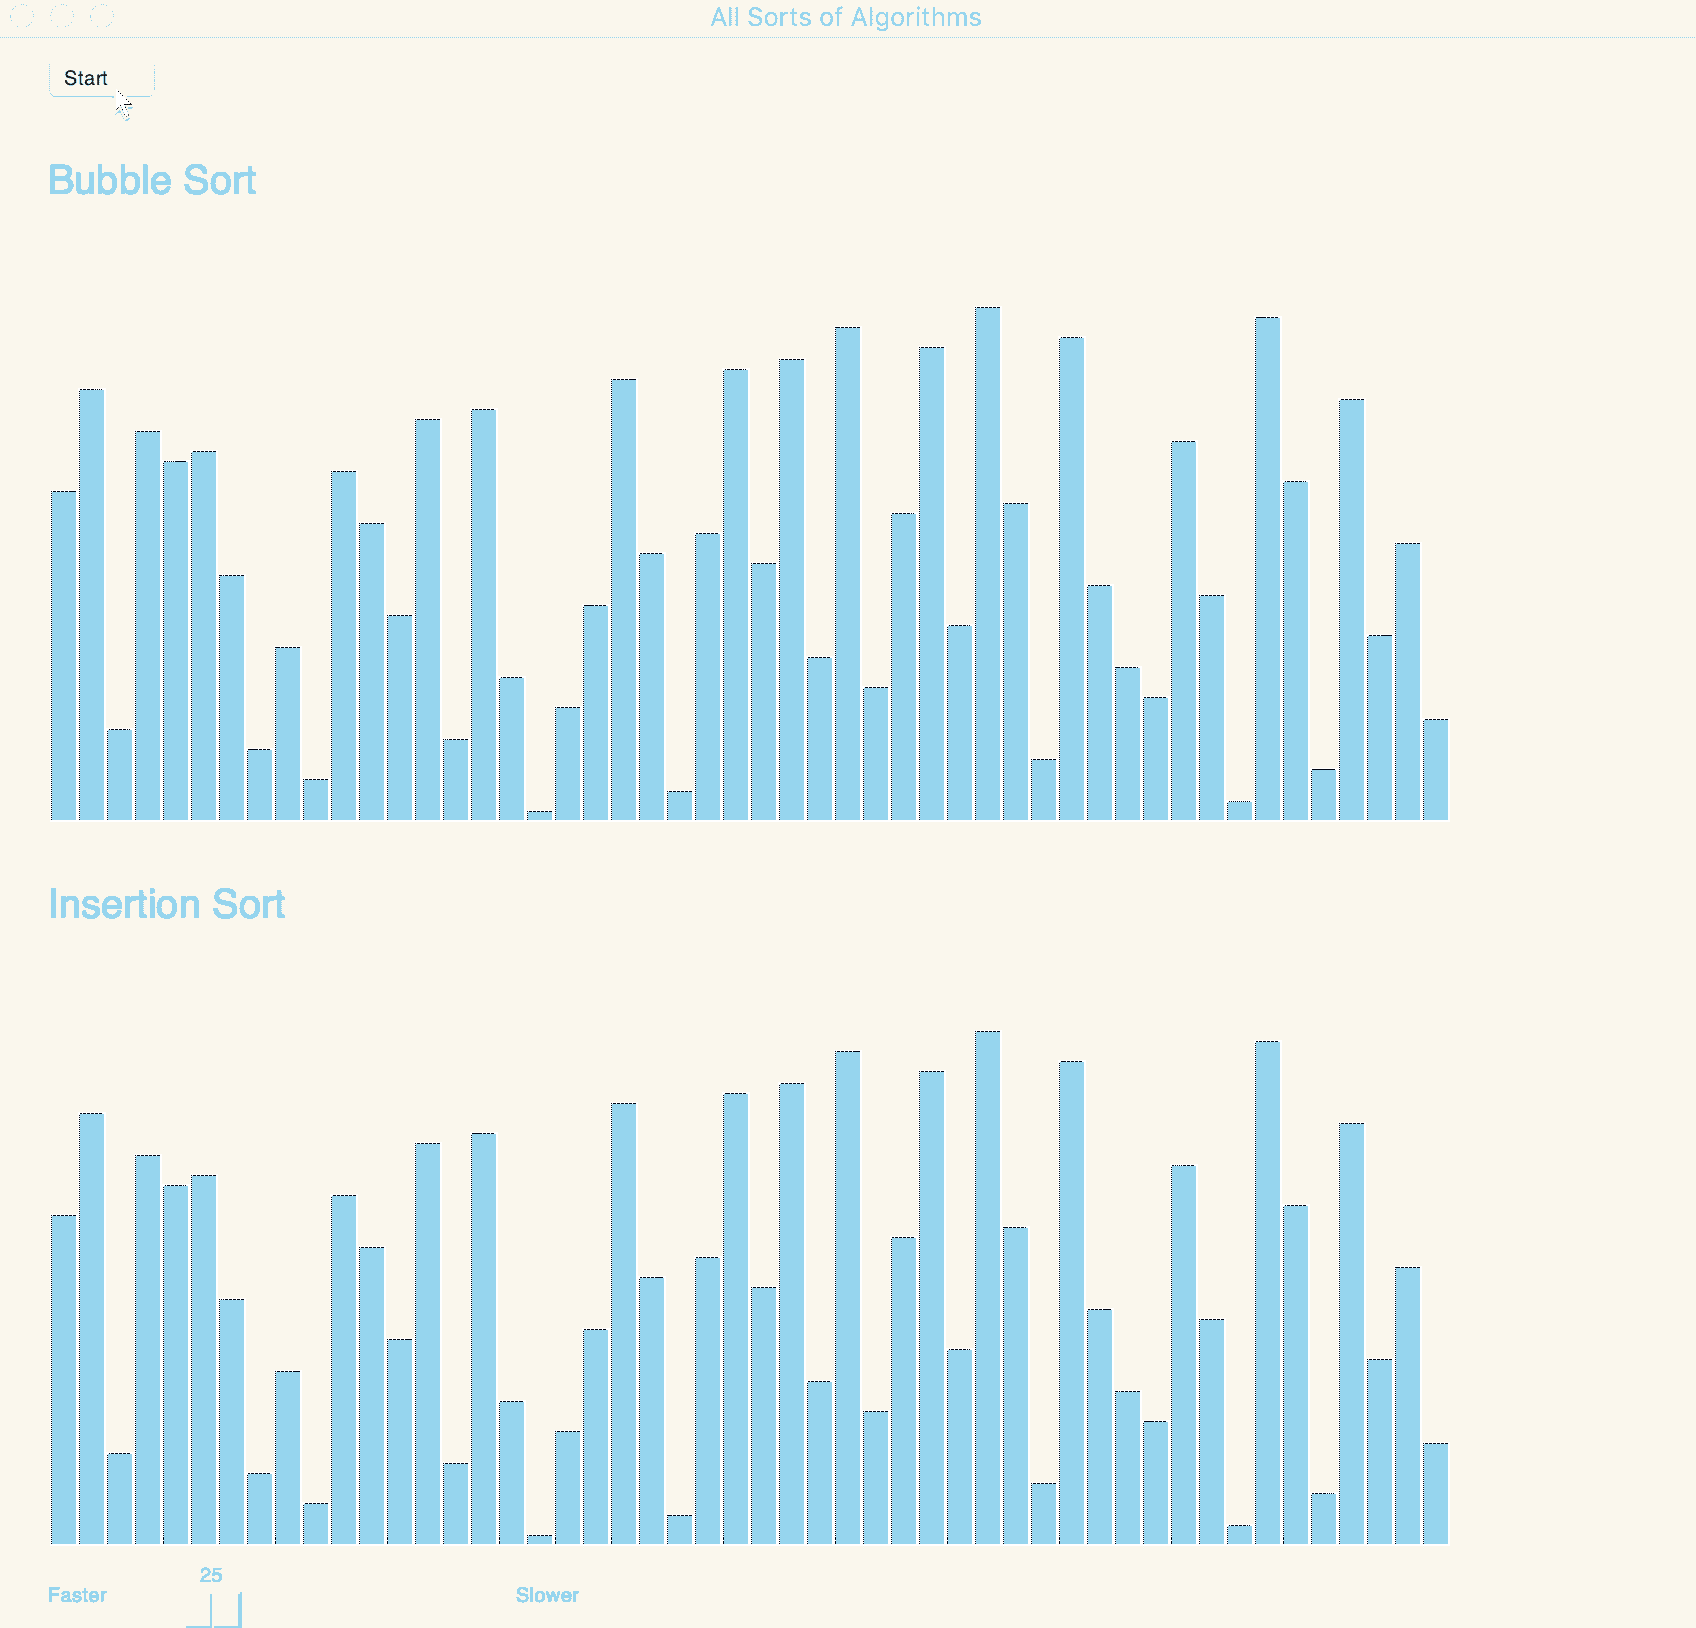 All Sorts of Algorithms
Start
Bubble Sort
Insertion Sort
25
Faster
Slower